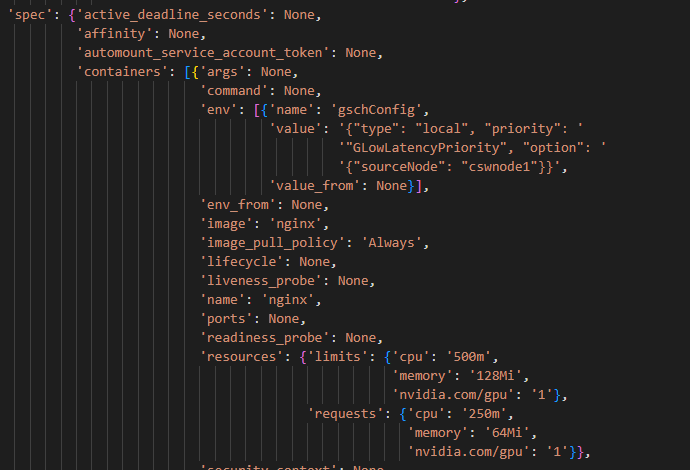 'spec': {'active_deadline_seconds': None,
'affinity': None,
'automount_service_account_token': None,
'containers': [{'args': None,
'command': None,
'env': [{'name': 'gschConfig',
'value': '{"type": "local", "priority": '
'"GLowLatencyPriority", "option": '
'{"sourceNode": "cswnode1"}}',
'value_from': None}],
'env_from': None,
'image': 'nginx',
'image_pull_policy': 'Always',
'lifecycle': None,
'liveness_probe': None,
'name': 'nginx',
'ports': None,
'readiness_probe': None,
'resources': {'limits': {'cpu': '500m',
'memory': '128Mi',
'nvidia.com/gpu': '1'},
'requests': {'cpu': '250m',
'memory': '64Mi',
'nvidia.com/gpu': '1'}},
'security_context': None